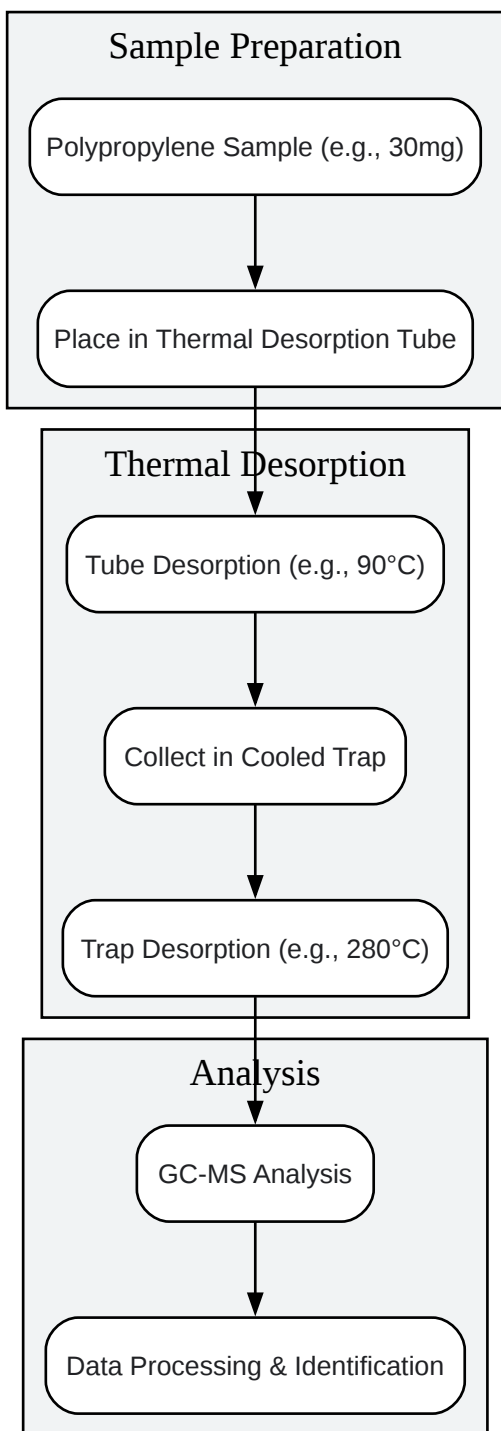 Sample Preparation
Polypropylene Sample (e.g., 30mg)
Place in Thermal Desorption Tube
Thermal Desorption
Tube Desorption (e.g., 90°C)
Collect in Cooled Trap
Trap Desorption (e.g., 280°C)
Analysis
GC-MS Analysis
Data Processing & Identification